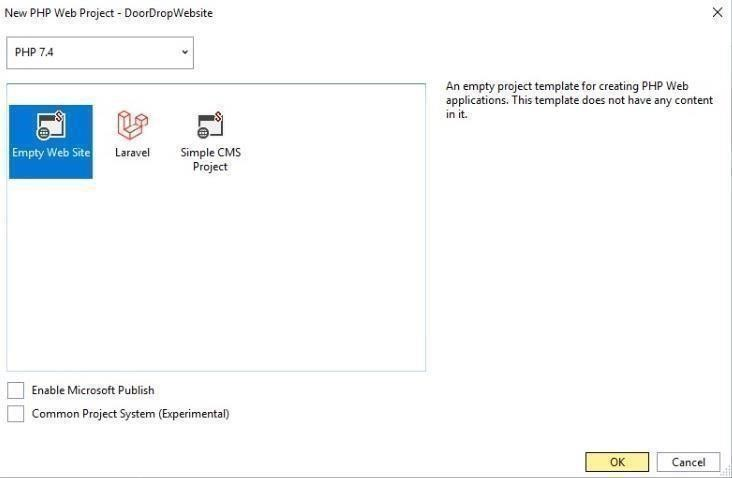 New PHP Web Project - DoorDropWebsite
PHP 7.4
An empty project template for creating PHP Web
applications. This template does not have any content
in it.
Empty Web Site
Laravel
Simple CMS
Project
Enable Microsoft Publish
Common Project System (Experimental)
OK
Cancel